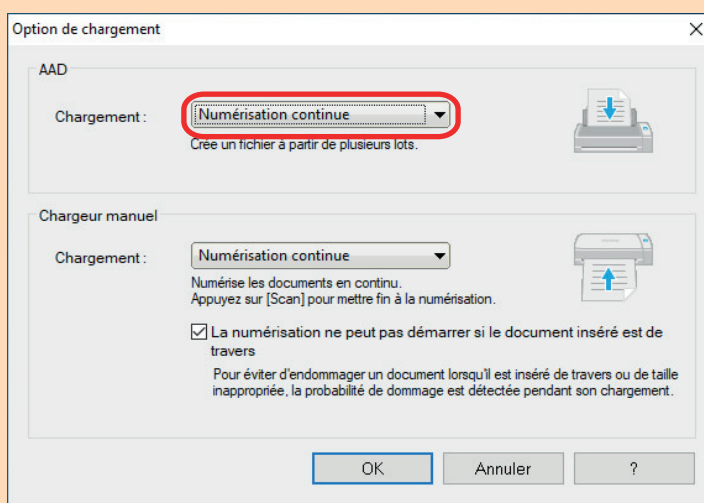 Option de chargement
AAD
Chargement :
Numérisation continue
Crée un fichier à partir de plusieurs lots.
Chargeur manuel
Chargement :
Numérisation continue
Numérise les documents en continu.
Appuyez sur [Scan] pour mettre fin à la numérisation.
La numérisation ne peut pas démarrer si le document inséré est de
travers
Pour éviter d'endommager un document lorsqu'il est inséré de travers ou de taille
inappropriée, la probabilité de dommage est détectée pendant son chargement.
OK
Annuler
?